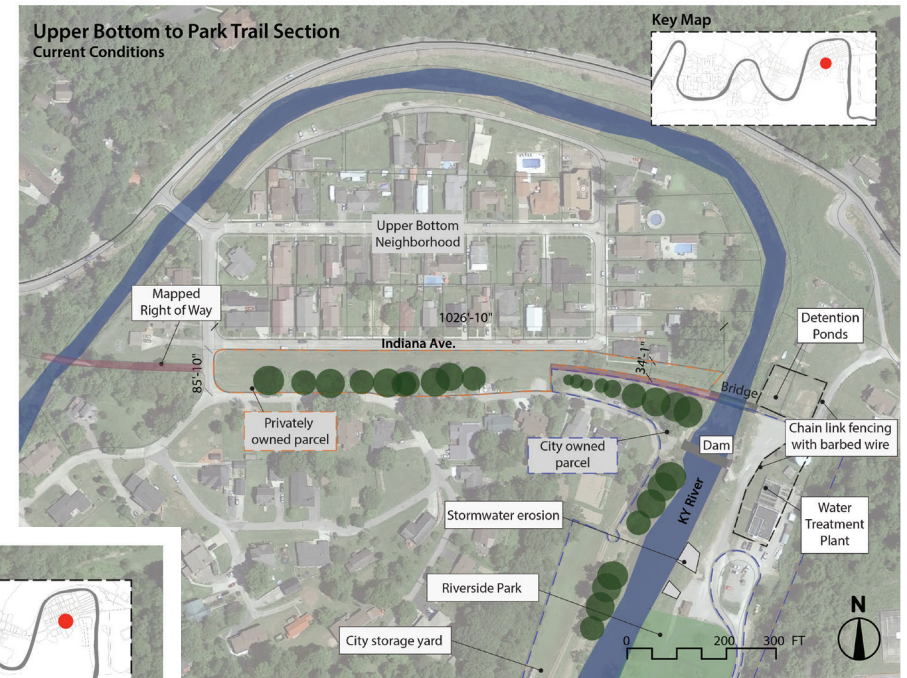 Upper Bottom to Park Trail Section
Current Conditions
Key Map
Upper Bottom
Neighborhood
Mapped
Right of Way
1026'-10"
Indiana Ave.
85'-10"
34'-1"
Detention
Ponds
Bridge
Privately
owned parcel
City owned
parcel
Dam
Chain link fencing
with barbed wire
KY River
Stormwater erosion
Water
Treatment
Plant
Riverside Park
City storage yard
N
0 200 300 FT